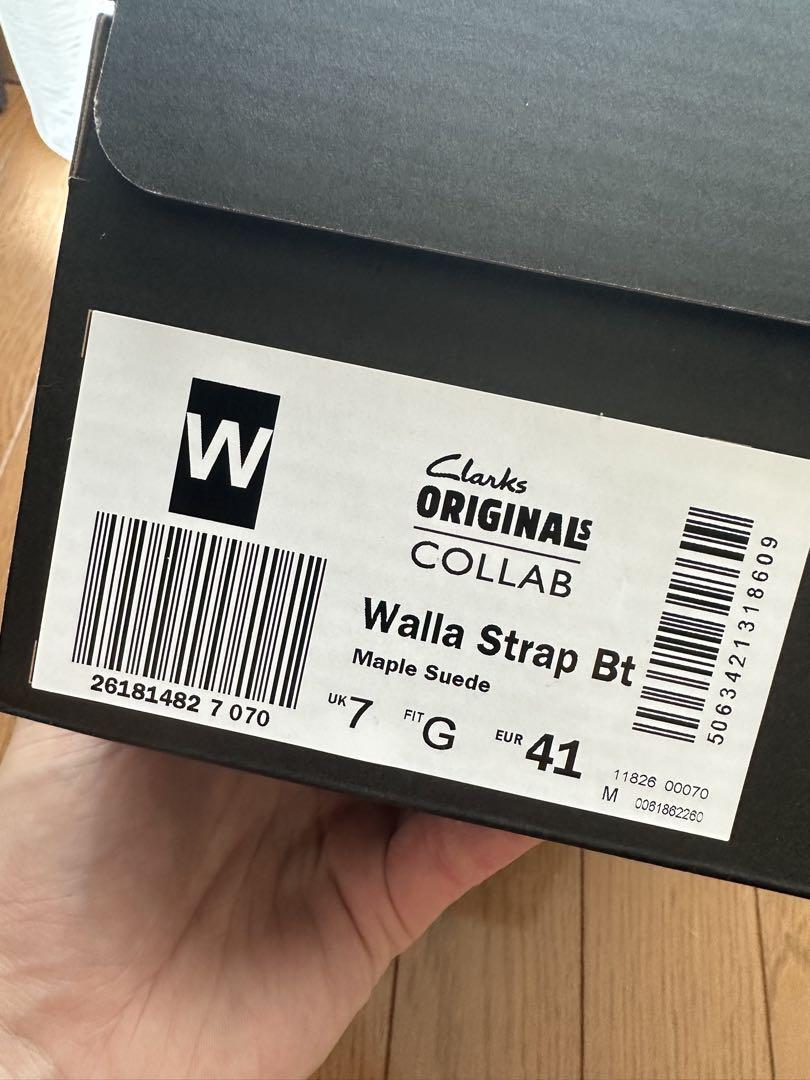 W
26181482 7 070
Clarks
ORIGINALS
COLLAB
Walla Strap Bt
Maple Suede
UK 7 FIT G EUR 41
5063421318609
11826 00070
M 0061862260